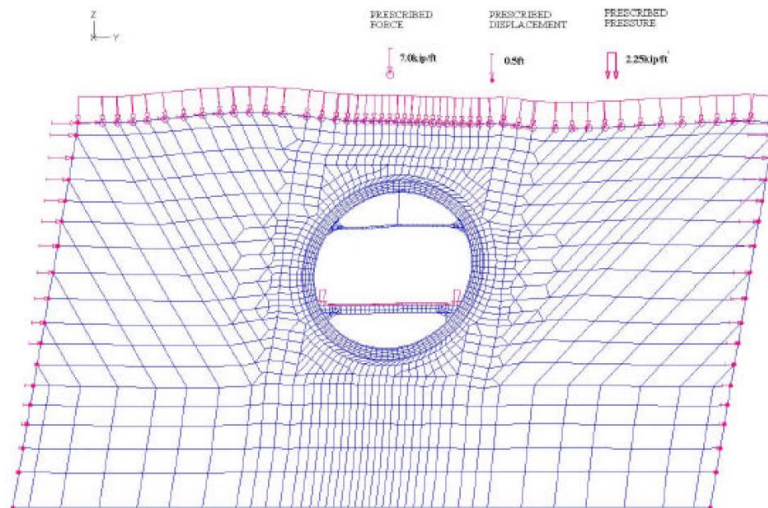 Z
X Y
PRESCRIBED
FORCE
7.0kip/ft
PRESCRIBED
DISPLACEMENT
0.5ft
PRESCRIBED
PRESSURE
2.25kip/ft